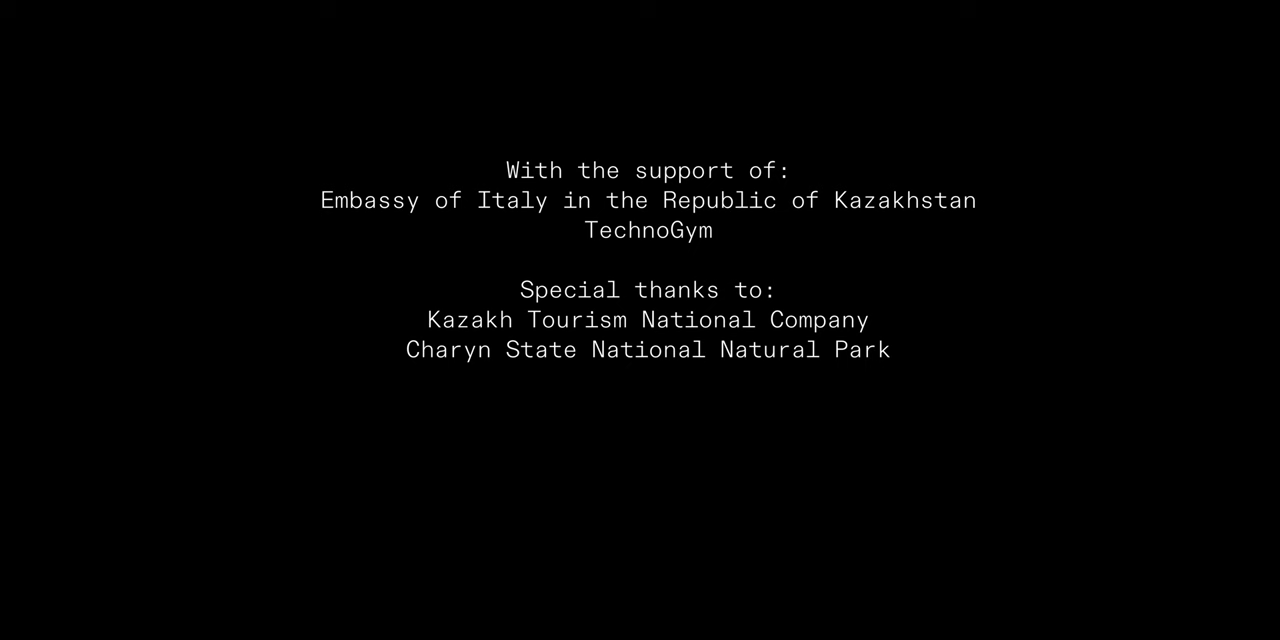 With the support of:
Embassy of Italy in the Republic of Kazakhstan
TechnoGym
Special thanks to:
Kazakh Tourism National Company
Charyn State National Natural Park